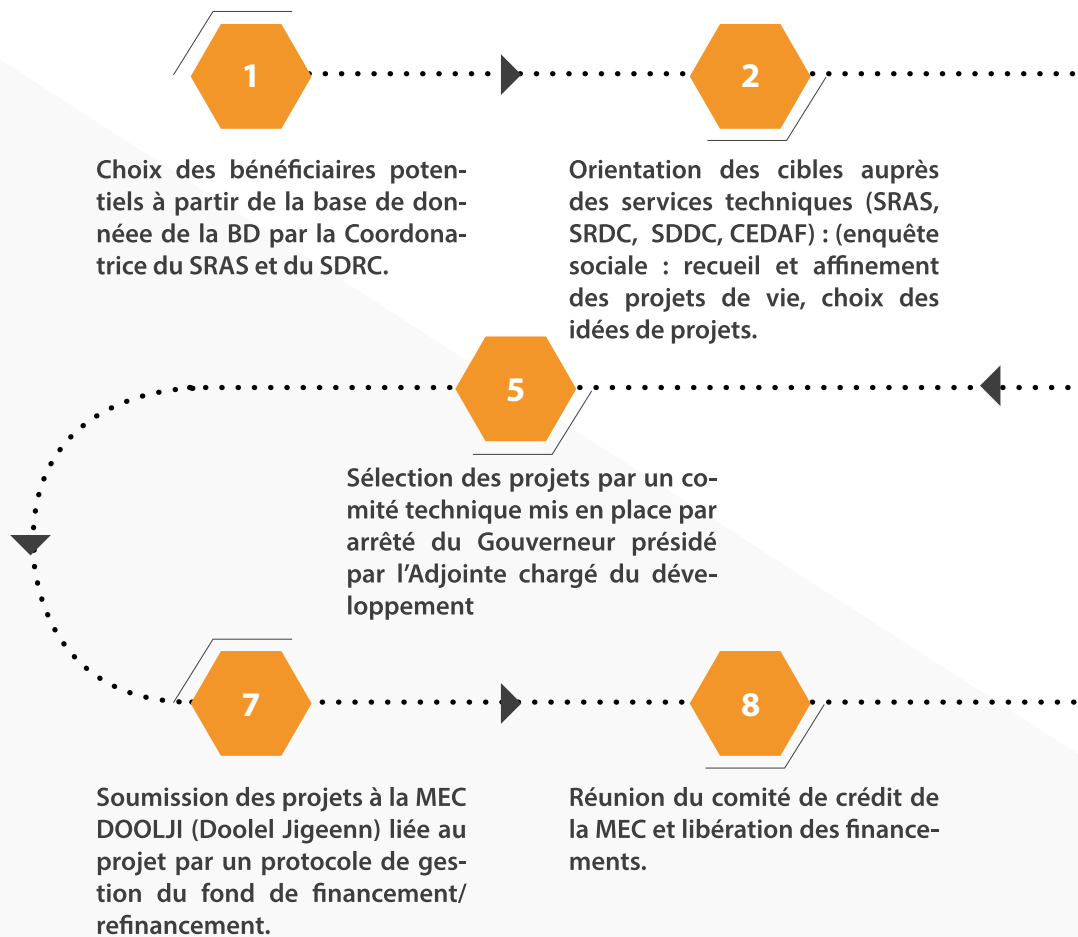 1
Choix des bénéficiaires poten-
tiels à partir de la base de don-
néee de la BD par la Coordona-
trice du SRAS et du SDRC.
2
Orientation des cibles auprès
des services techniques (SRAS,
SRDC, SDDC, CEDAF) : (enquête
sociale : recueil et affinement
des projets de vie, choix des
idées de projets.
5
Sélection des projets par un co-
mité technique mis en place par
arrêté du Gouverneur présidé
par l'Adjointe chargé du déve-
loppement
7
Soumission des projets à la MEC
DOOLJI (Doolel Jigeenn) liée au
projet par un protocole de ges-
tion du fond de financement/
refinancement.
8
Réunion du comité de crédit de
la MEC et libération des finance-
ments.